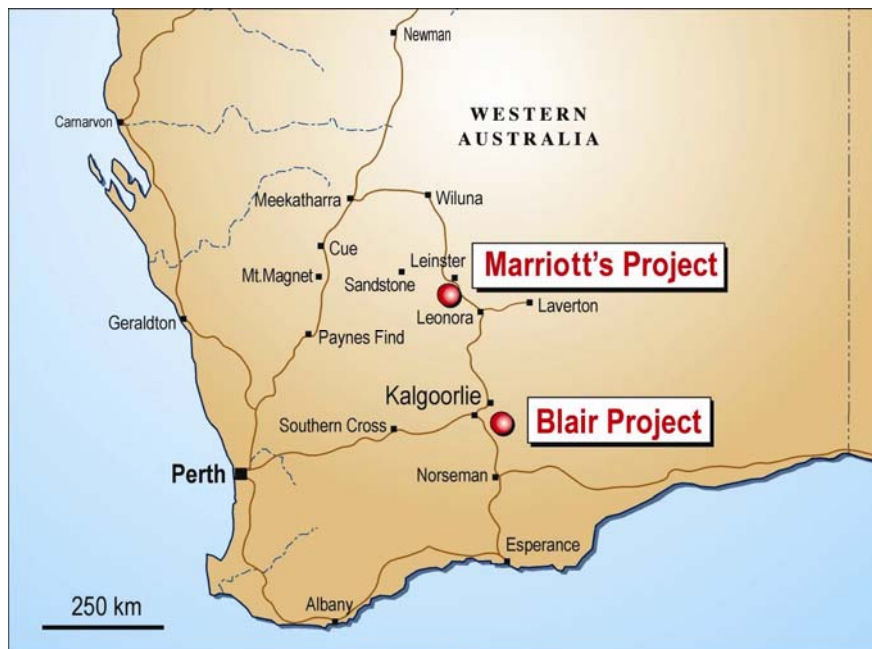 Newman
WESTERN
AUSTRALIA
Carnarvon
Meekatharra
Wiluna
Cue
Leinster
Marriott's Project
Mt.Magnet
Sandstone
Laverton
Leonora
Geraldton
Paynes Find
Kalgoorlie
Blair Project
Southern Cross
Perth
Norseman
Esperance
250 km
Albany